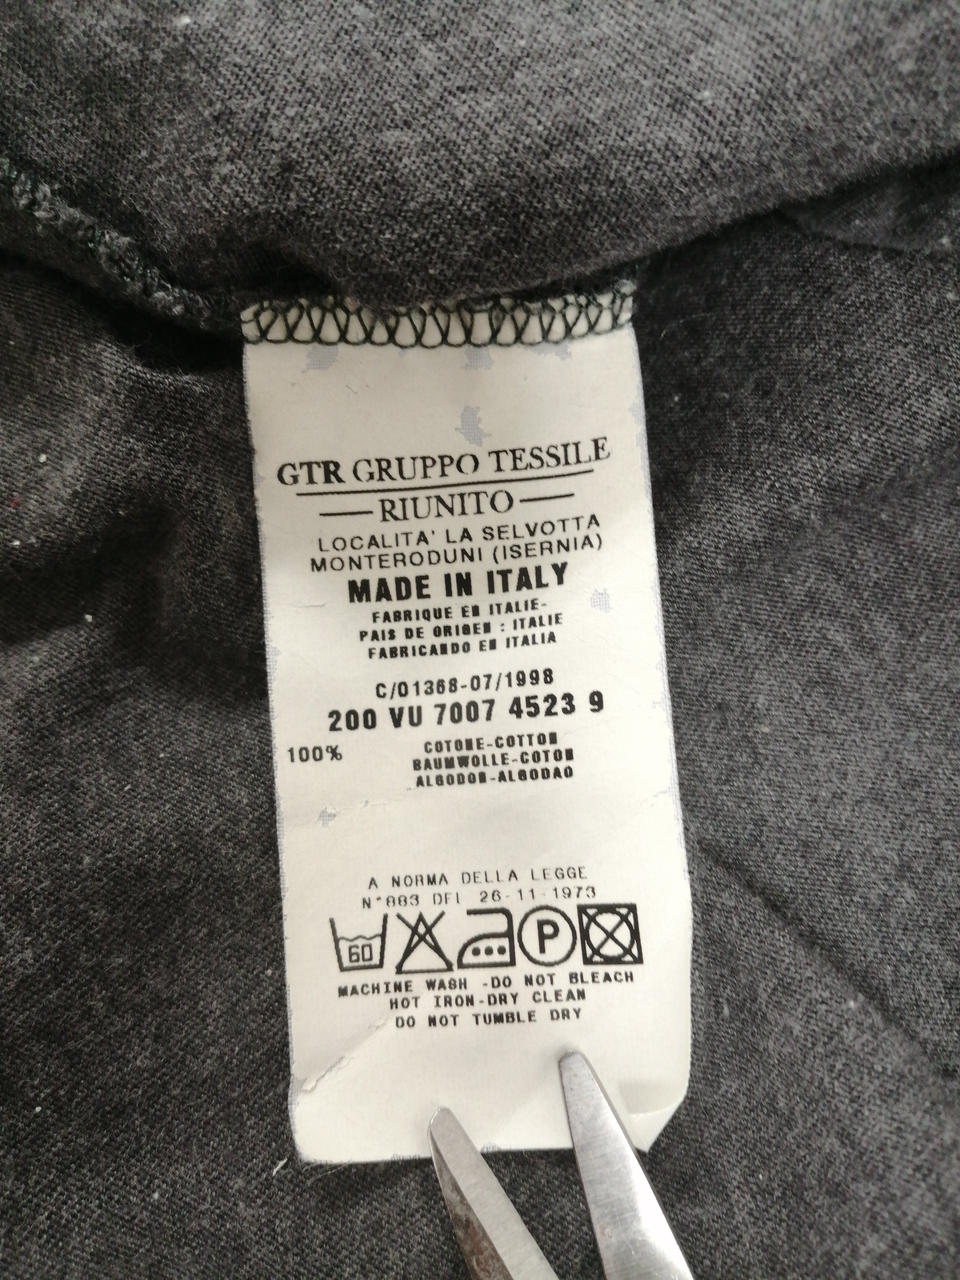 GTR GRUPPO TESSILE
RIUNITO
LOCALITA' LA SELVOTTA
MONTERODUNI (ISERNIA)
MADE IN ITALY
FABRIQUE EN ITALIE-
PAIS DE ORIGEN : ITALIE
FABRICANDO EN ITALIA
C/01368-07/1998
200 VU 7007 4523 9
100% COTONE-COTTON
BAUMWOLLE-COTON
ALGODON-ALGODAO
A NORMA DELLA LEGGE
N°883 DEL 26-11-1973
60 P
MACHINE WASH -DO NOT BLEACH
HOT IRON-DRY CLEAN
DO NOT TUMBLE DRY